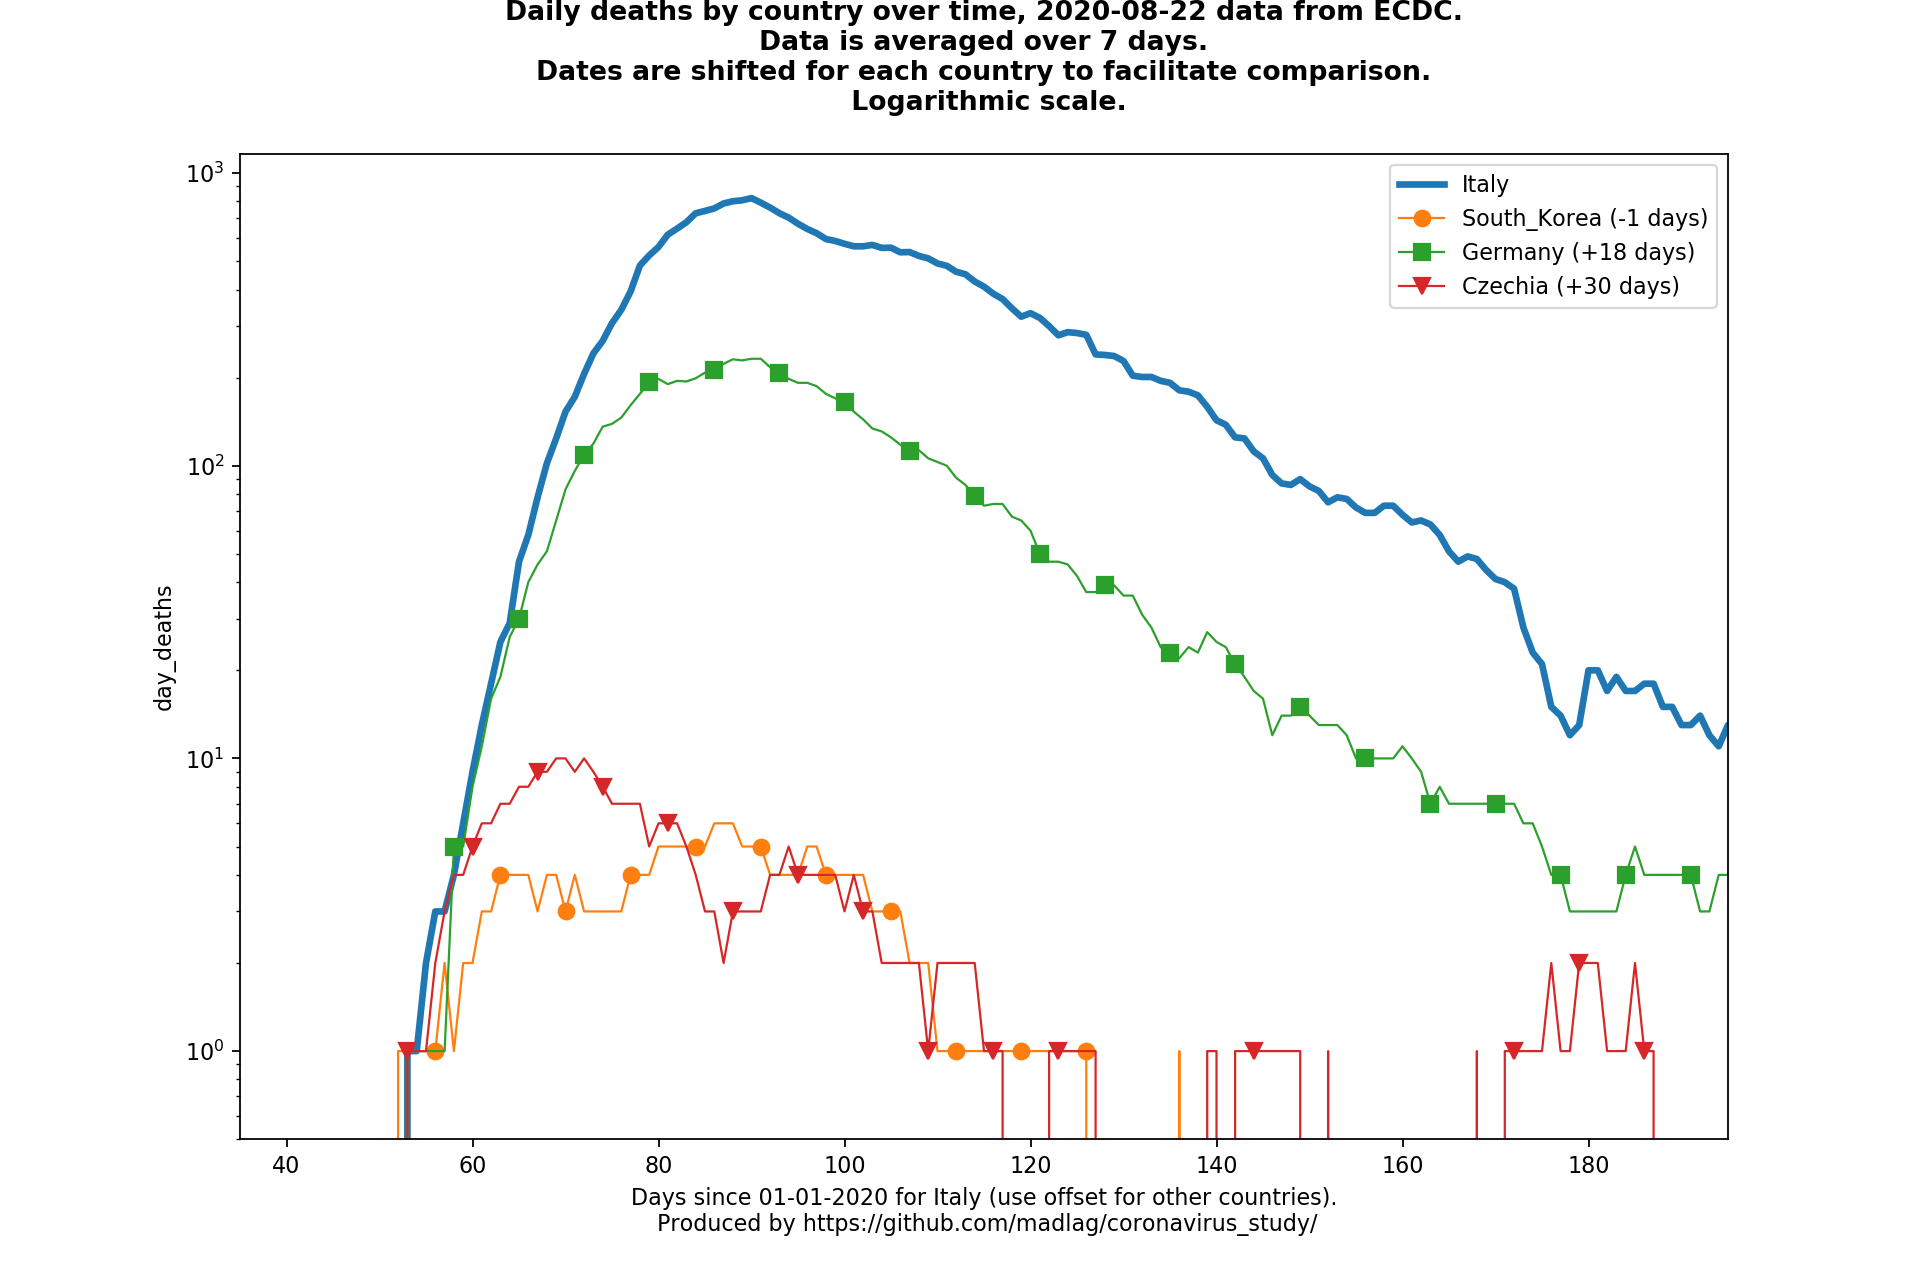 Daily deaths by country over time, 2020-08-22 data from ECDC.
Data is averaged over 7 days.
Dates are shifted for each country to facilitate comparison.
Logarithmic scale.
Italy
South_Korea (-1 days)
Germany (+18 days)
Czechia (+30 days)
10³
10²
10¹
10⁰
day_deaths
40 60 80 100 120 140 160 180
Days since 01-01-2020 for Italy (use offset for other countries).
Produced by https://github.com/madlag/coronavirus_study/